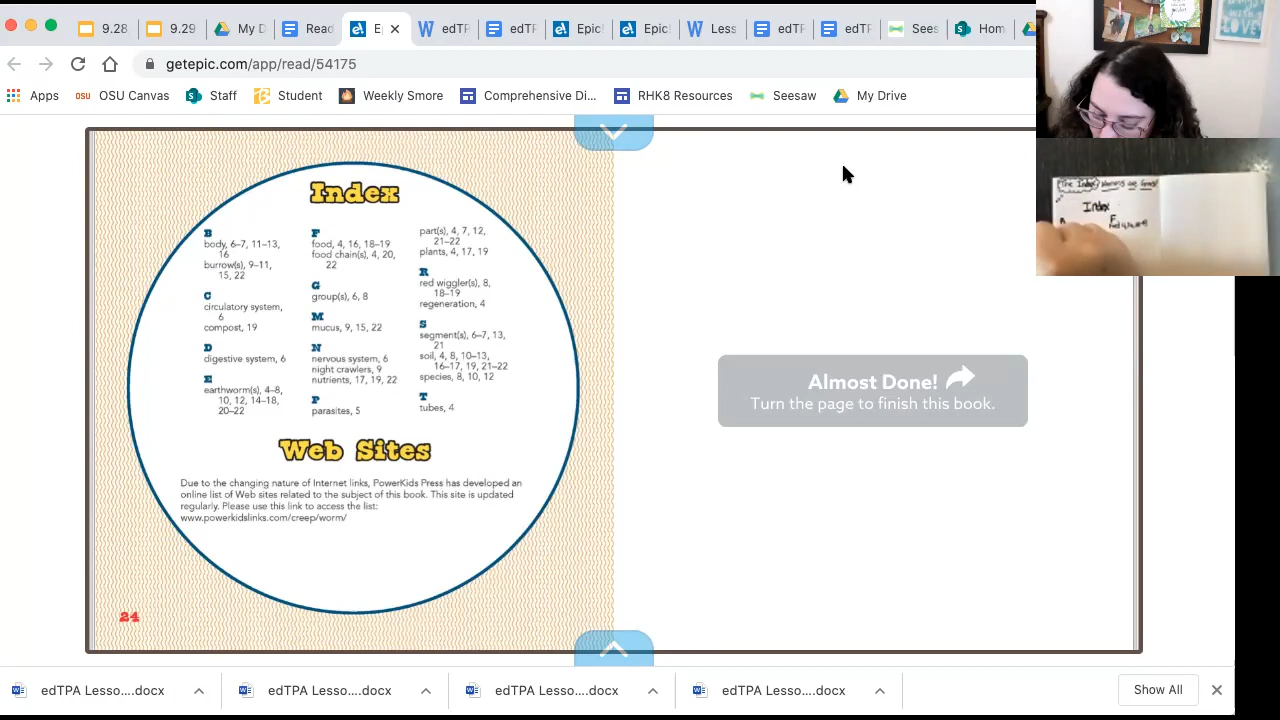 9.28
9.29
My D
Read
E
edT
edTP
Epic!
Epic!
Less
edTP
edTP
Sees
Hom
getepic.com/app/read/54175
Apps
OSU Canvas
Staff
Student
Weekly Smore
Comprehensive Di...
RHK8 Resources
Seesaw
My Drive
Index
B
body, 6–7, 11–13,
16
burrow(s), 9–11,
15, 22
C
circulatory system,
6
compost, 19
D
digestive system, 6
E
earthworm(s), 4–8,
10, 12, 14–18,
20–22
F
food, 4, 16, 18–19
food chain(s), 4, 20,
22
G
group(s), 6, 8
M
mucus, 9, 15, 22
N
nervous system, 6
night crawlers, 9
nutrients, 17, 19, 22
P
parasites, 5
part(s), 4, 7, 12,
21–22
plants, 4, 17, 19
R
red wiggler(s), 8,
18–19
regeneration, 4
S
segment(s), 6–7, 13,
21
soil, 4, 8, 10–13,
16–17, 19, 21–22
species, 8, 10, 12
T
tubes, 4
Web Sites
Due to the changing nature of Internet links, PowerKids Press has developed an
online list of Web sites related to the subject of this book. This site is updated
regularly. Please use this link to access the list:
www.powerkidslinks.com/creep/worm/
24
Almost Done!
Turn the page to finish this book.
The Index
Index
A
F
edTPA Lesso....docx
edTPA Lesso....docx
edTPA Lesso....docx
edTPA Lesso....docx
Show All